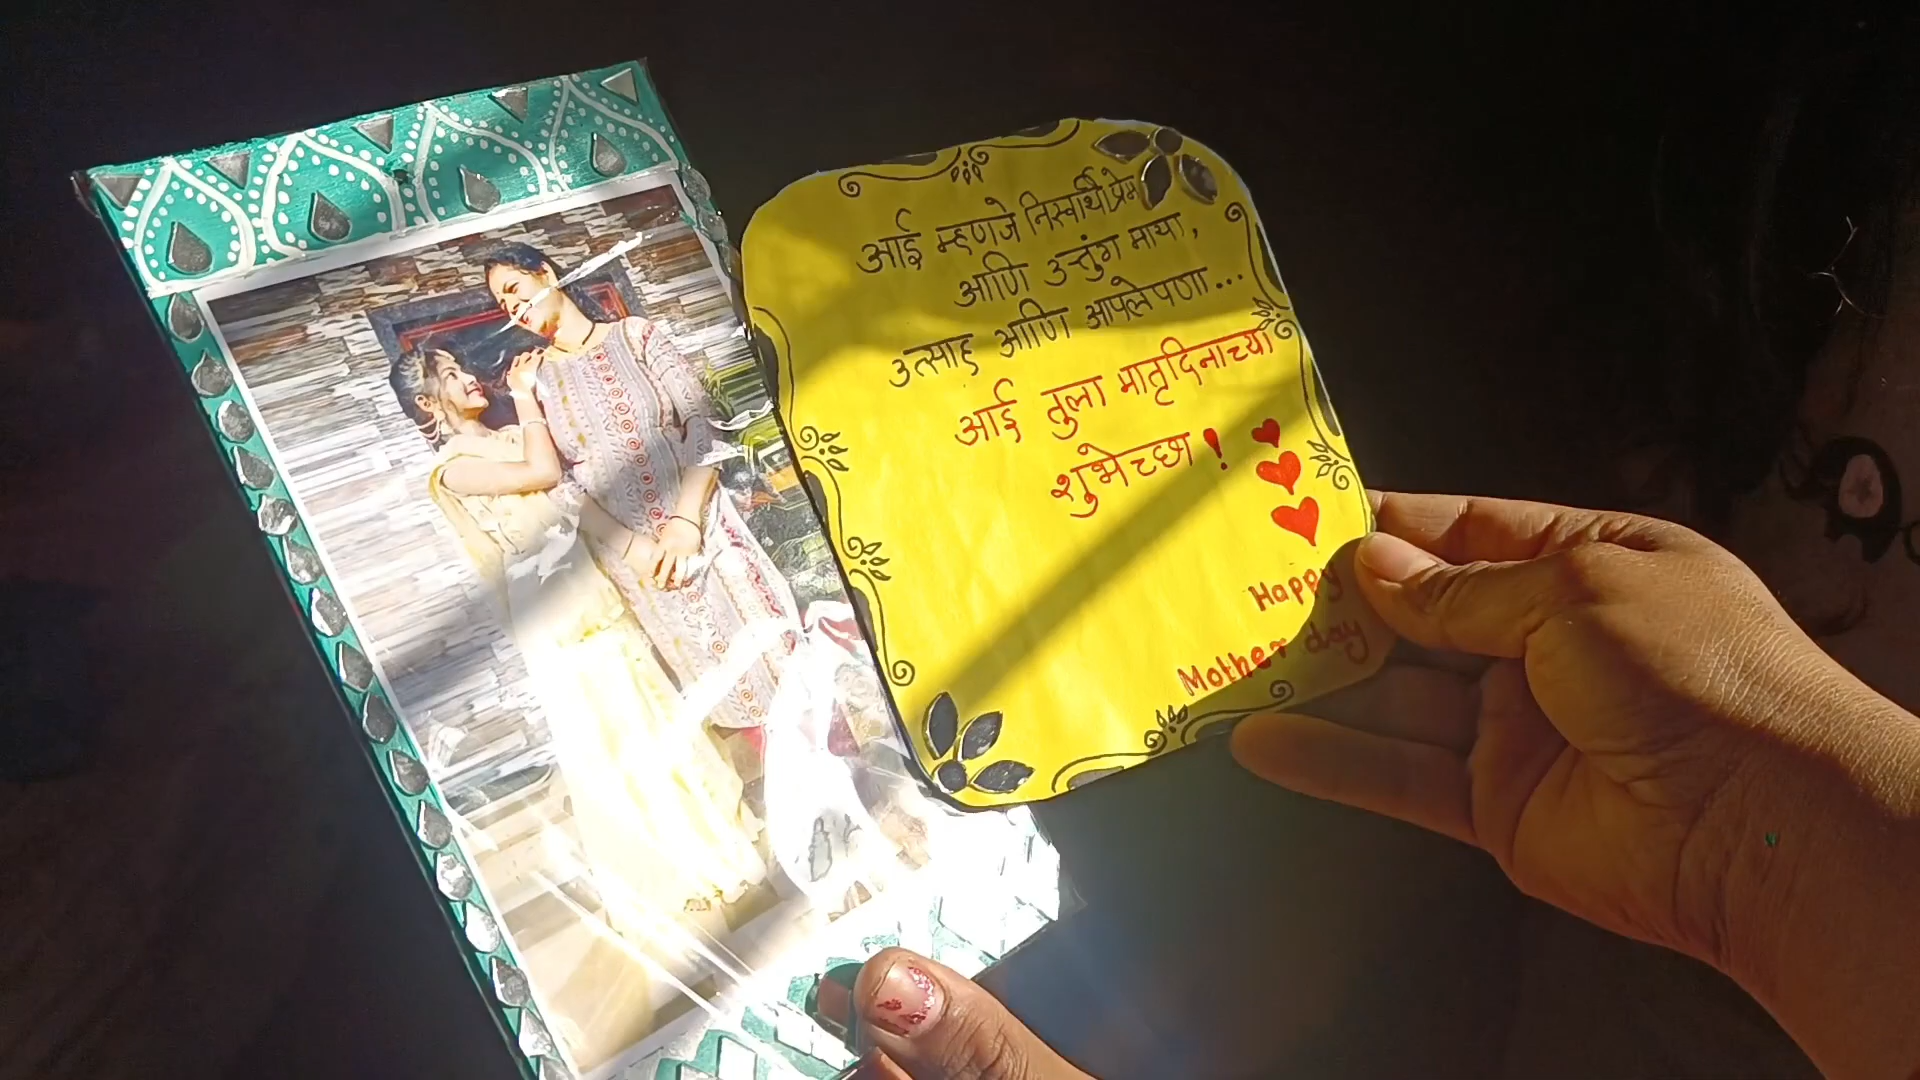 आई म्हणजे निस्वार्थी प्रेम
आणि उत्तुंग माया,
उत्साह आणि आपलेपणा...
आई तुला मातृदिनाच्या
शुभेच्छा !
Happy
Mother day